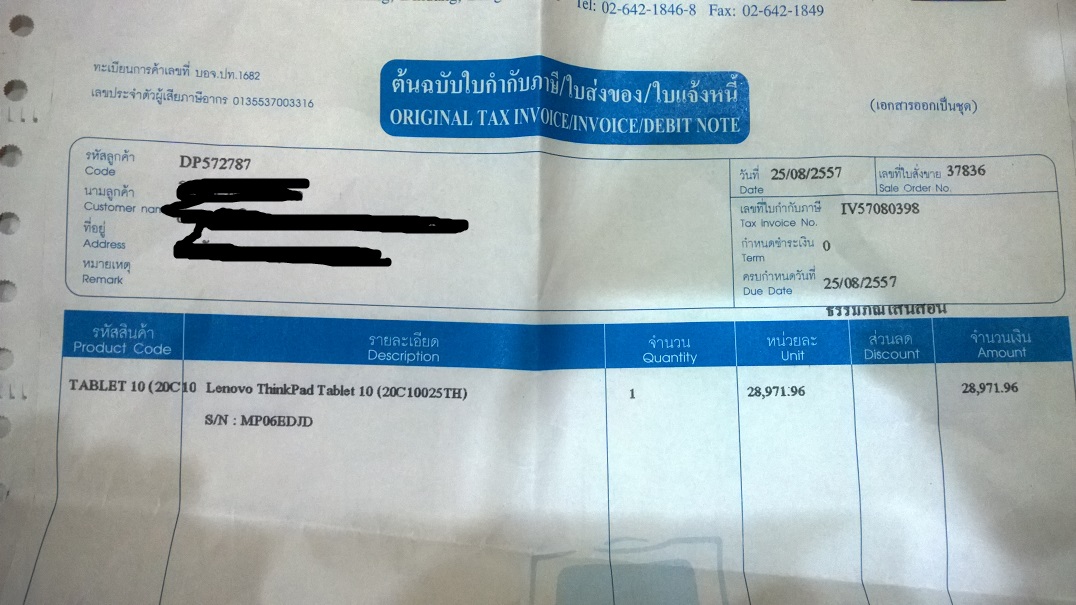 Tel: 02-642-1846-8 Fax: 02-642-1849
ทะเบียนการค้าเลขที่ บอจ.ปท.1682
เลขประจำตัวผู้เสียภาษีอากร 0135537003316
ต้นฉบับใบกำกับภาษี/ใบส่งของ/ใบแจ้งหนี้
ORIGINAL TAX INVOICE/INVOICE/DEBIT NOTE
(เอกสารออกเป็นชุด)
รหัสลูกค้า DP572787
Code
นามลูกค้า
Customer nam
ที่อยู่
Address
หมายเหตุ
Remark
วันที่ 25/08/2557 เลขที่ใบสั่งขาย 37836
Date Sale Order No.
เลขที่ใบกำกับภาษี IV57080398
Tax Invoice No.
กำหนดชำระเงิน 0
Term
ครบกำหนดวันที่ 25/08/2557
Due Date
รหัสสินค้า รายละเอียด จำนวน หน่วยละ ส่วนลด จำนวนเงิน
Product Code Description Quantity Unit Discount Amount
TABLET 10 (20C10 Lenovo ThinkPad Tablet 10 (20C10025TH) 1 28,971.96 28,971.96
S/N : MP06EDJD